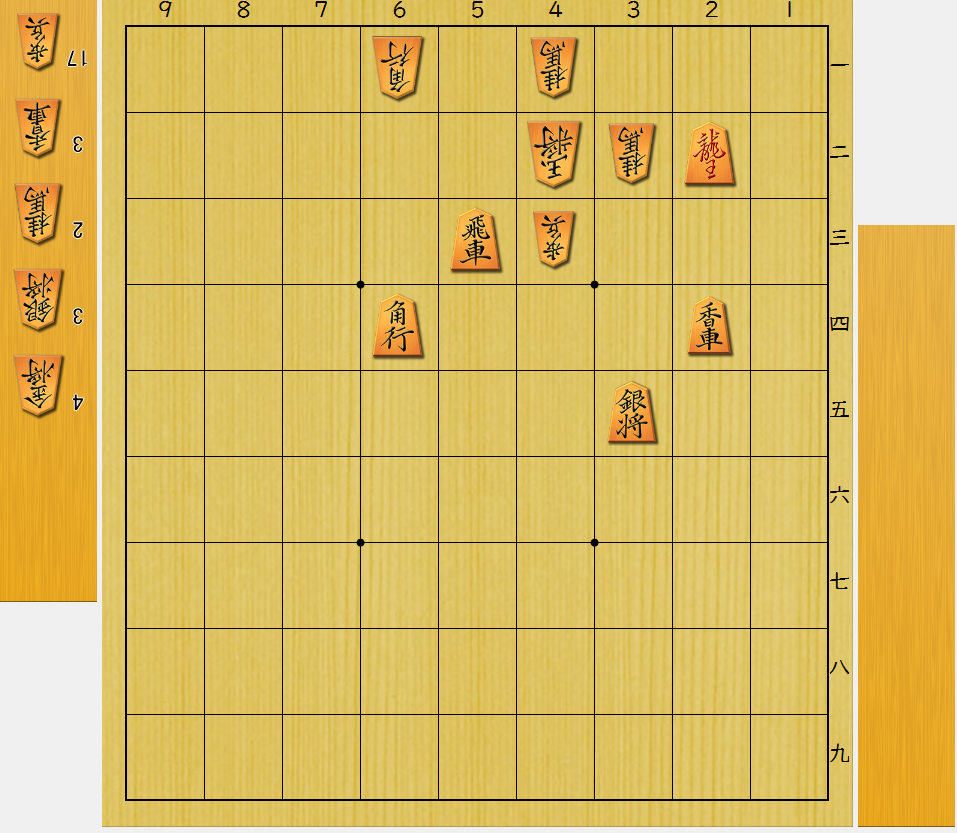 9 8 7 6 5 4 3 2 1
一
二
三
四
五
六
七
八
九
歩兵 17
香車 3
桂馬 2
銀将 3
金将 4
角行 桂馬
玉将 桂馬 龍王
飛車 歩兵
角行 香車
銀将